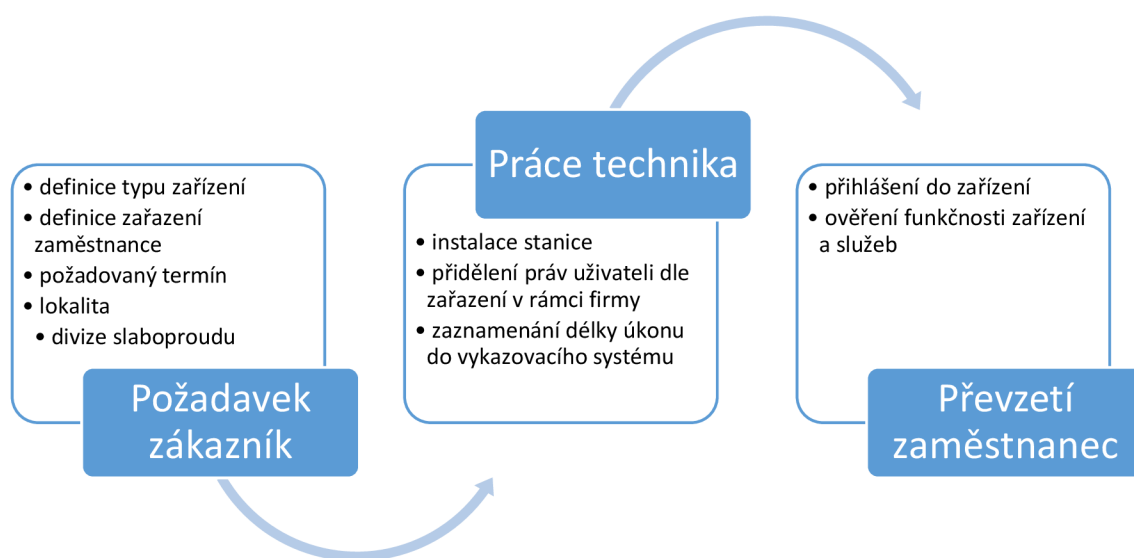 • definice typu zařízení
• definice zařazení
zaměstnance
• požadovaný termín
• lokalita
• divize slaboproudu
Požadavek
zákazník
Práce technika
• instalace stanice
• přidělení práv uživateli dle
zařazení v rámci firmy
• zaznamenání délky úkonu
do vykazovacího systému
• přihlášení do zařízení
• ověření funkčnosti zařízení
a služeb
Převzetí
zaměstnanec